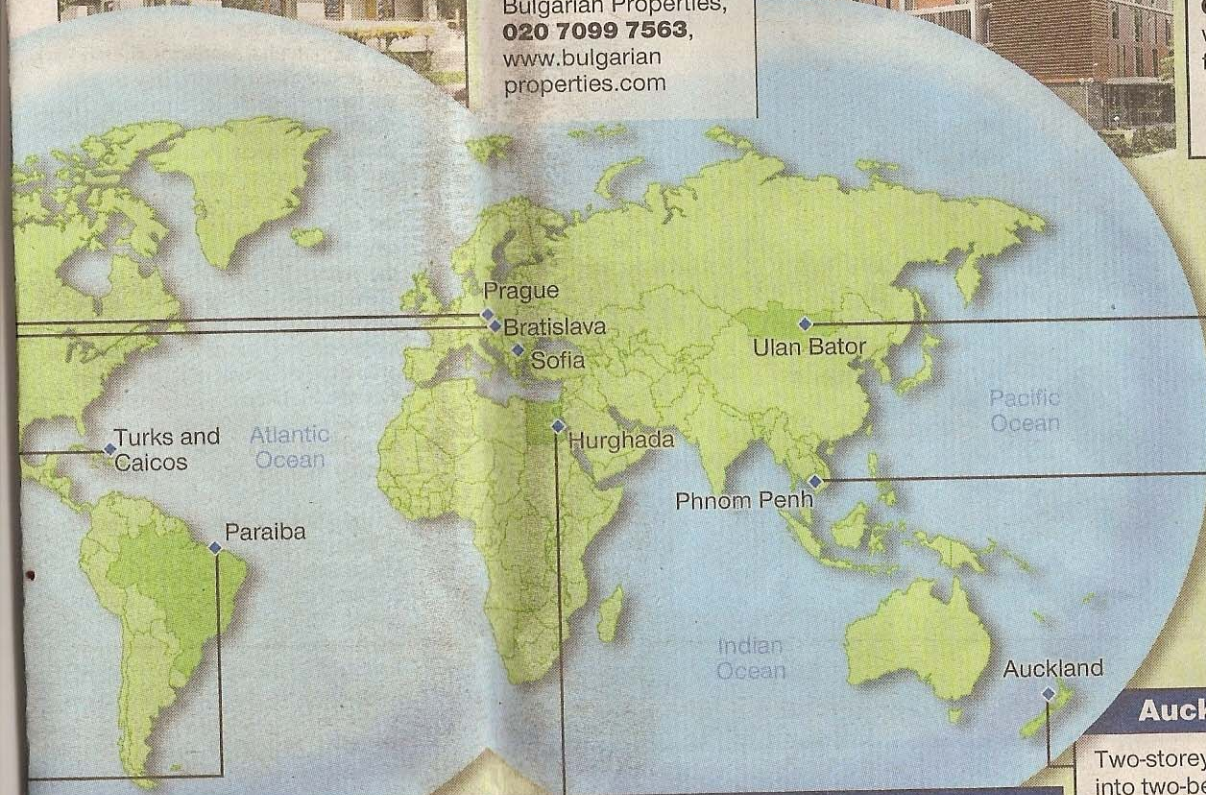 Bulgarian Properties,
020 7099 7563,
www.bulgarian
properties.com
Prague
Bratislava
Sofia
Ulan Bator
Pacific
Ocean
Turks and
Caicos
Atlantic
Ocean
Hurghada
Phnom Penh
Paraiba
Indian
Ocean
Auckland
Two-storey
into two-be